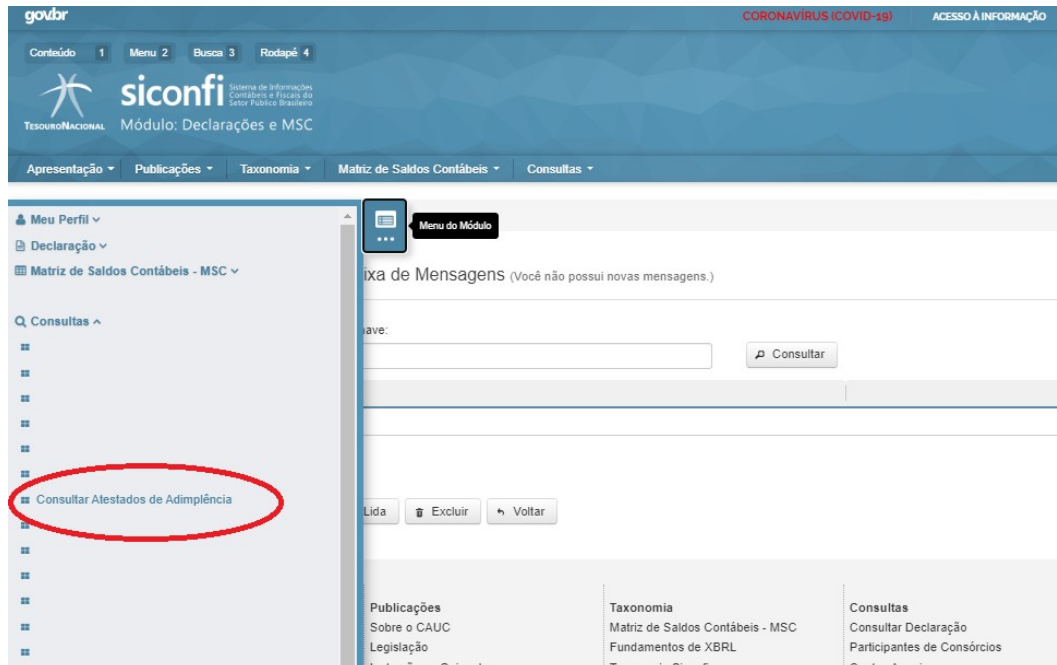 govbr
CORONAVÍRUS (COVID-19)
ACESSO À INFORMAÇÃO
Conteúdo 1
Menu 2
Busca 3
Rodapé 4
TESOURONACIONAL
siconfi
Sistema de Informações
Contábeis e Fiscais do
Setor Público Brasileiro
Módulo: Declarações e MSC
Apresentação
Publicações
Taxonomia
Matriz de Saldos Contábeis
Consultas
Meu Perfil
Declaração
Matriz de Saldos Contábeis - MSC
Consultas
Consultar Atestados de Adimplência
Menu do Módulo
ixa de Mensagens (Você não possui novas mensagens.)
ave:
Consultar
Lida
Excluir
Voltar
Publicações
Sobre o CAUC
Legislação
Taxonomia
Matriz de Saldos Contábeis - MSC
Fundamentos de XBRL
Consultas
Consultar Declaração
Participantes de Consórcios